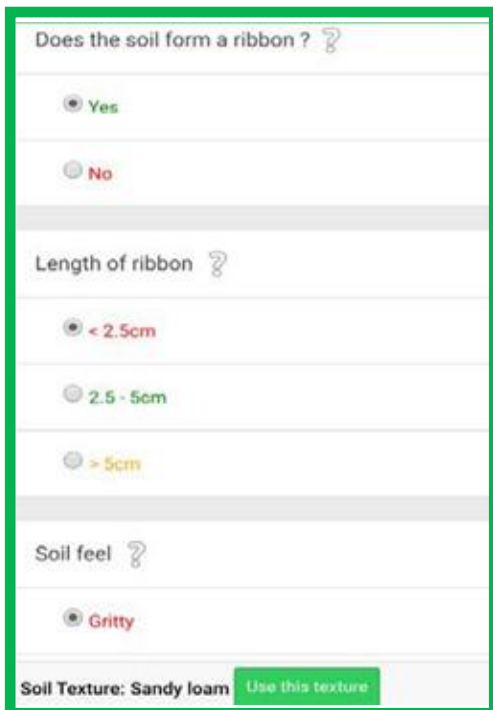 Does the soil form a ribbon ?
Yes
No
Length of ribbon
< 2.5cm
2.5 - 5cm
> 5cm
Soil feel
Gritty
Soil Texture: Sandy loam Use this texture